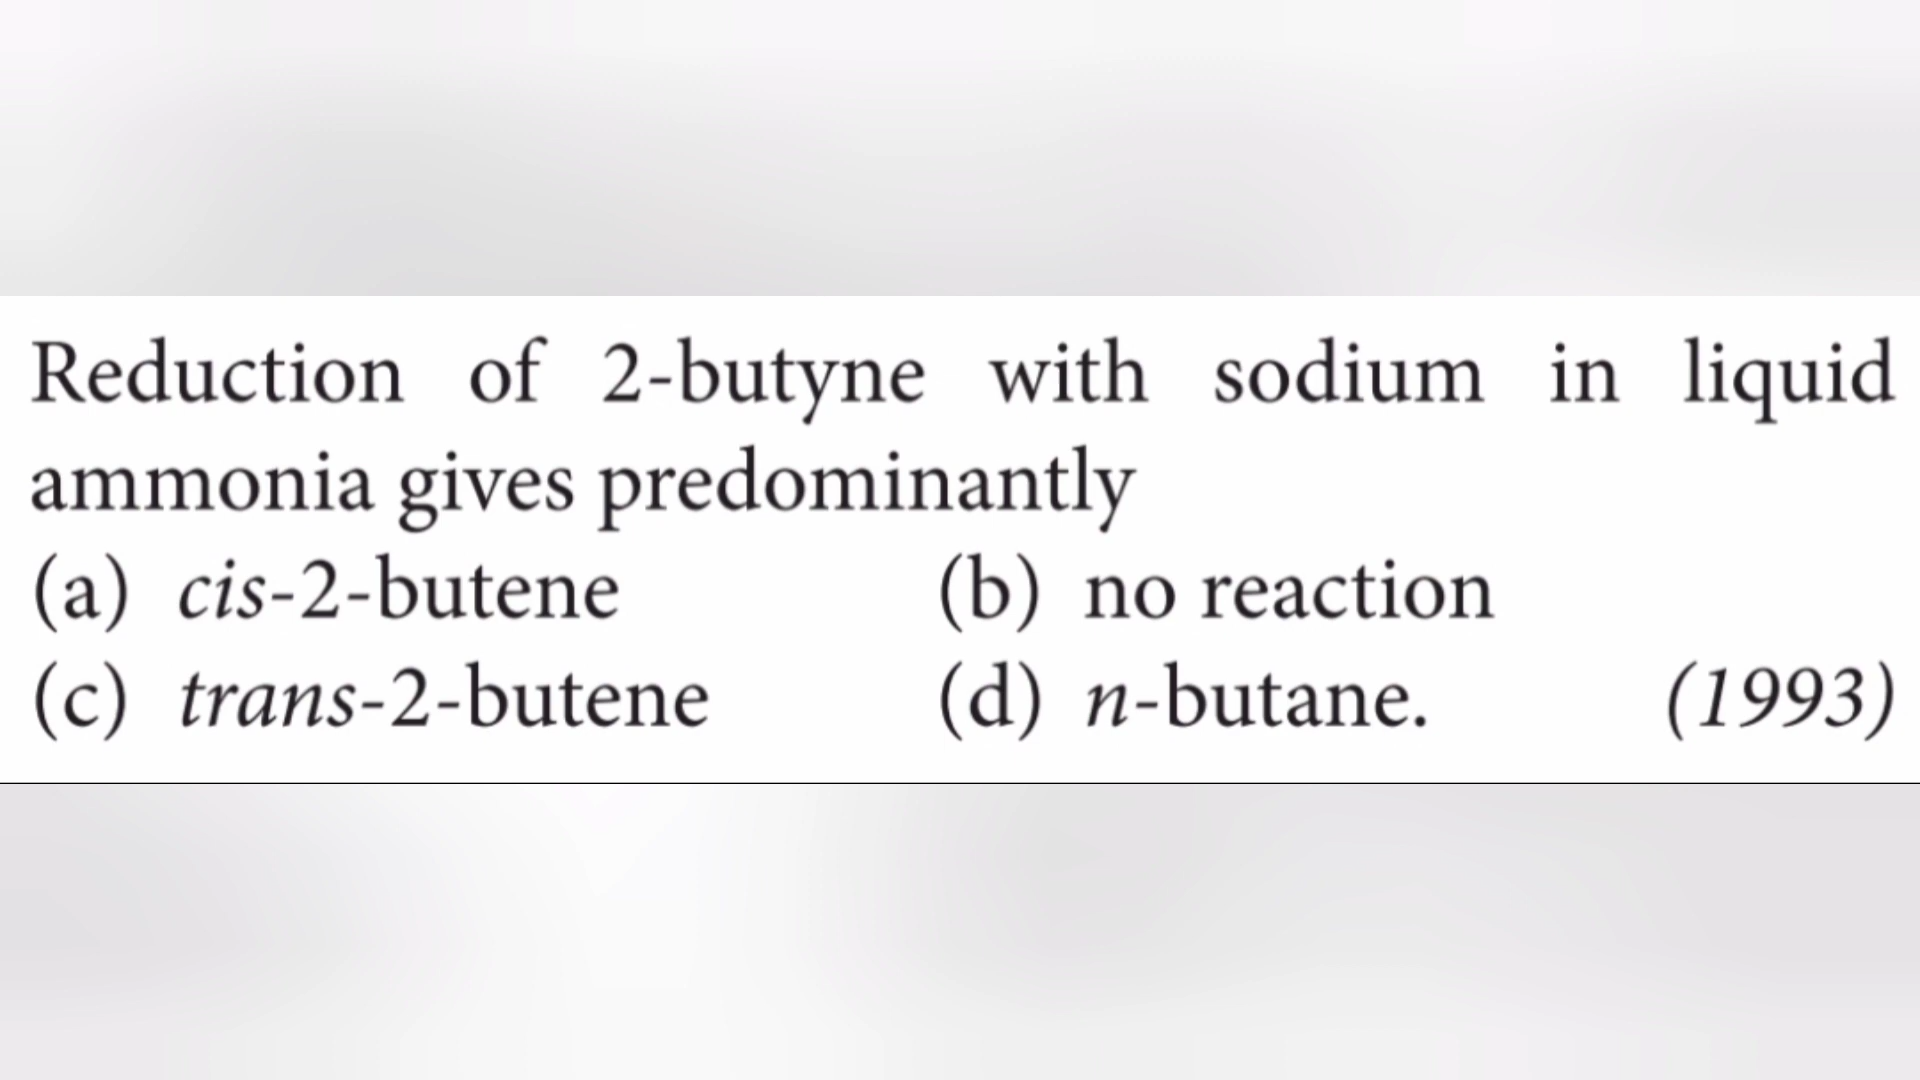 Reduction of 2-butyne with sodium in liquid
ammonia gives predominantly
(a) cis-2-butene (b) no reaction
(c) trans-2-butene (d) n-butane. (1993)